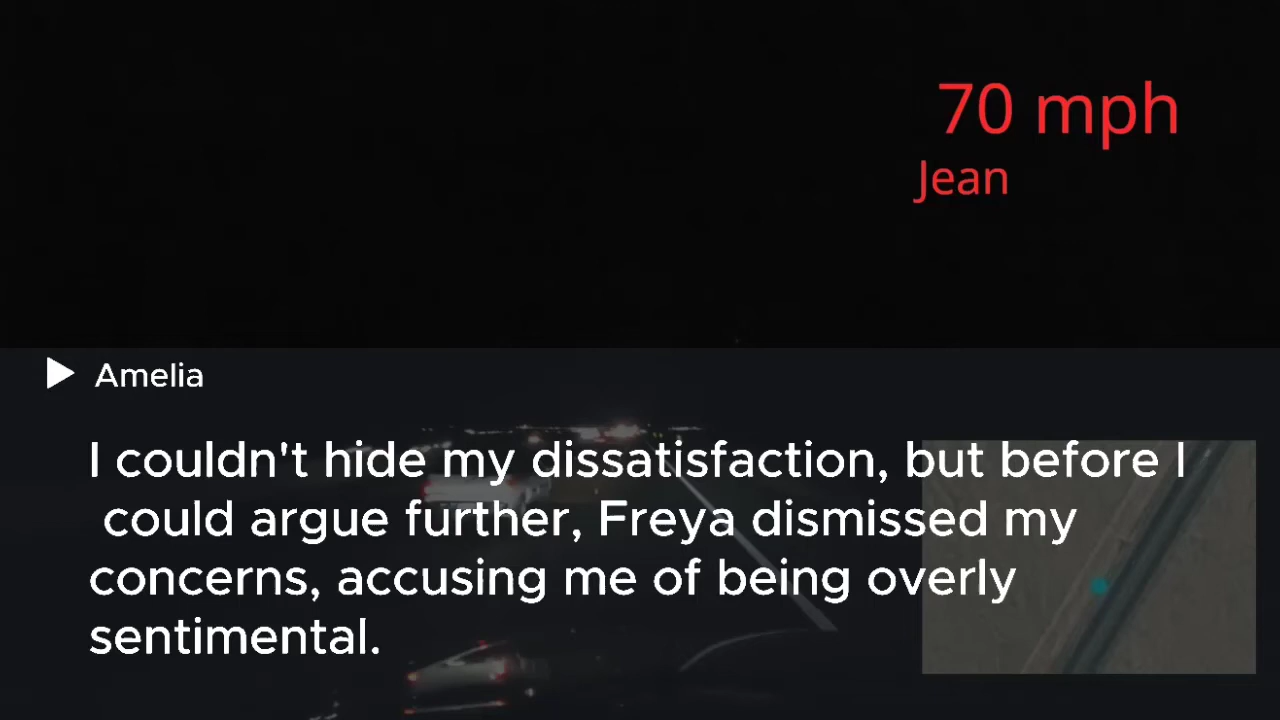 70 mph
Jean
Amelia
I couldn't hide my dissatisfaction, but before I
could argue further, Freya dismissed my
concerns, accusing me of being overly
sentimental.